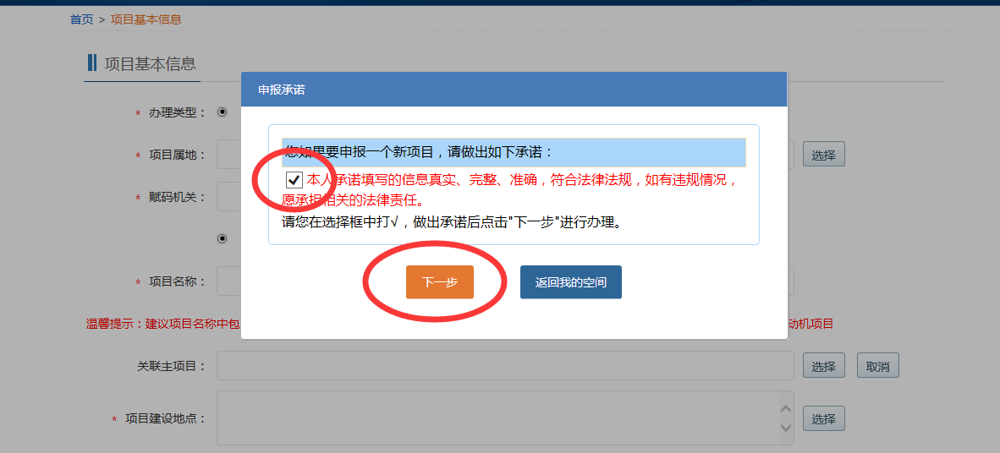 首页 > 项目基本信息
项目基本信息
申报承诺
* 办理类型：
您如果要申报一个新项目，请做出如下承诺：
* 项目属地：
选择
本人承诺填写的信息真实、完整、准确，符合法律法规，如有违规情况，
愿承担相关的法律责任。
* 赋码机关：
请您在选择框中打√，做出承诺后点击"下一步"进行办理。
* 项目名称：
下一步
返回我的空间
温馨提示：建议项目名称中包
动机项目
关联主项目：
选择
取消
* 项目建设地点：
选择